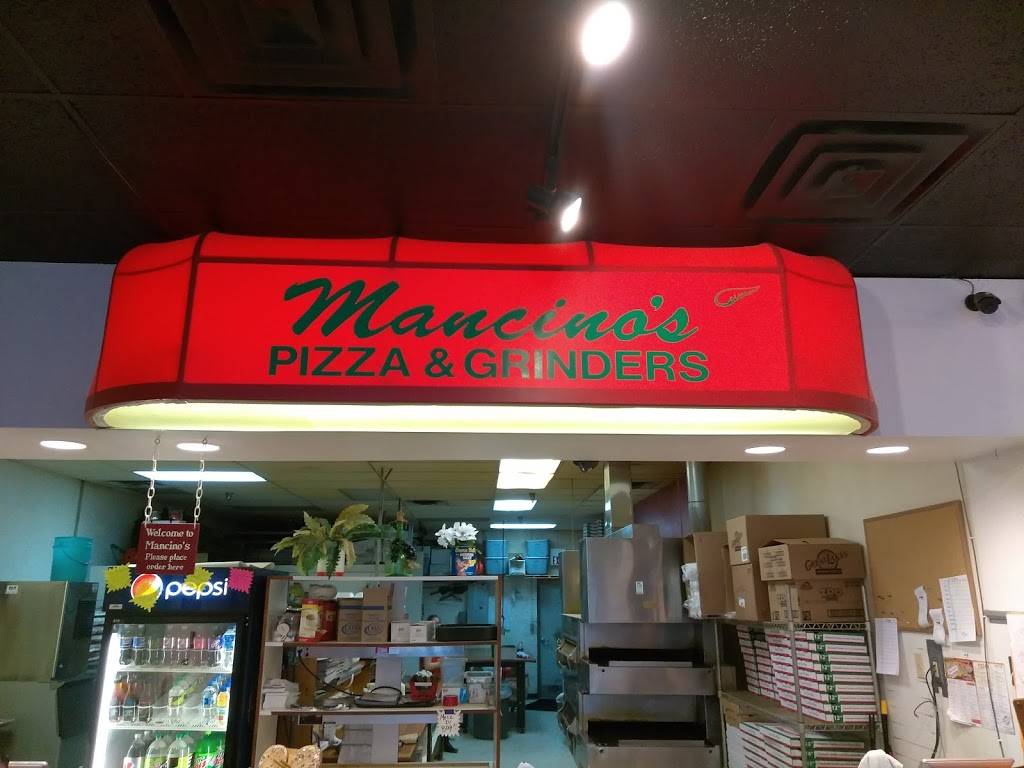 Mancino's
PIZZA & GRINDERS
Welcome to
Mancino's
Please place
order here
pepsi